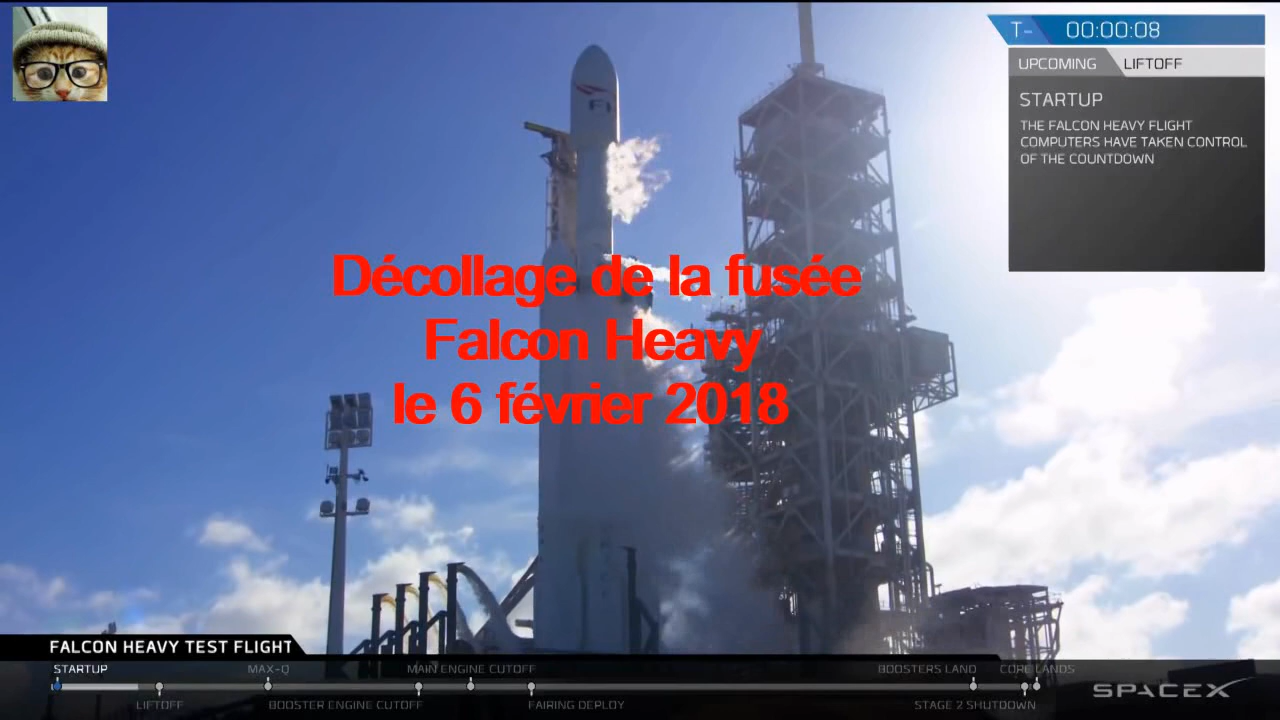 T- 00:00:08
UPCOMING LIFTOFF
STARTUP
THE FALCON HEAVY FLIGHT
COMPUTERS HAVE TAKEN CONTROL
OF THE COUNTDOWN
Décollage de la fusée
Falcon Heavy
le 6 février 2018
FALCON HEAVY TEST FLIGHT
STARTUP MAX-Q MAIN ENGINE CUTOFF BOOSTERS LAND CORE LANDS
LIFTOFF BOOSTER ENGINE CUTOFF FAIRING DEPLOY STAGE 2 SHUTDOWN
SPACEX